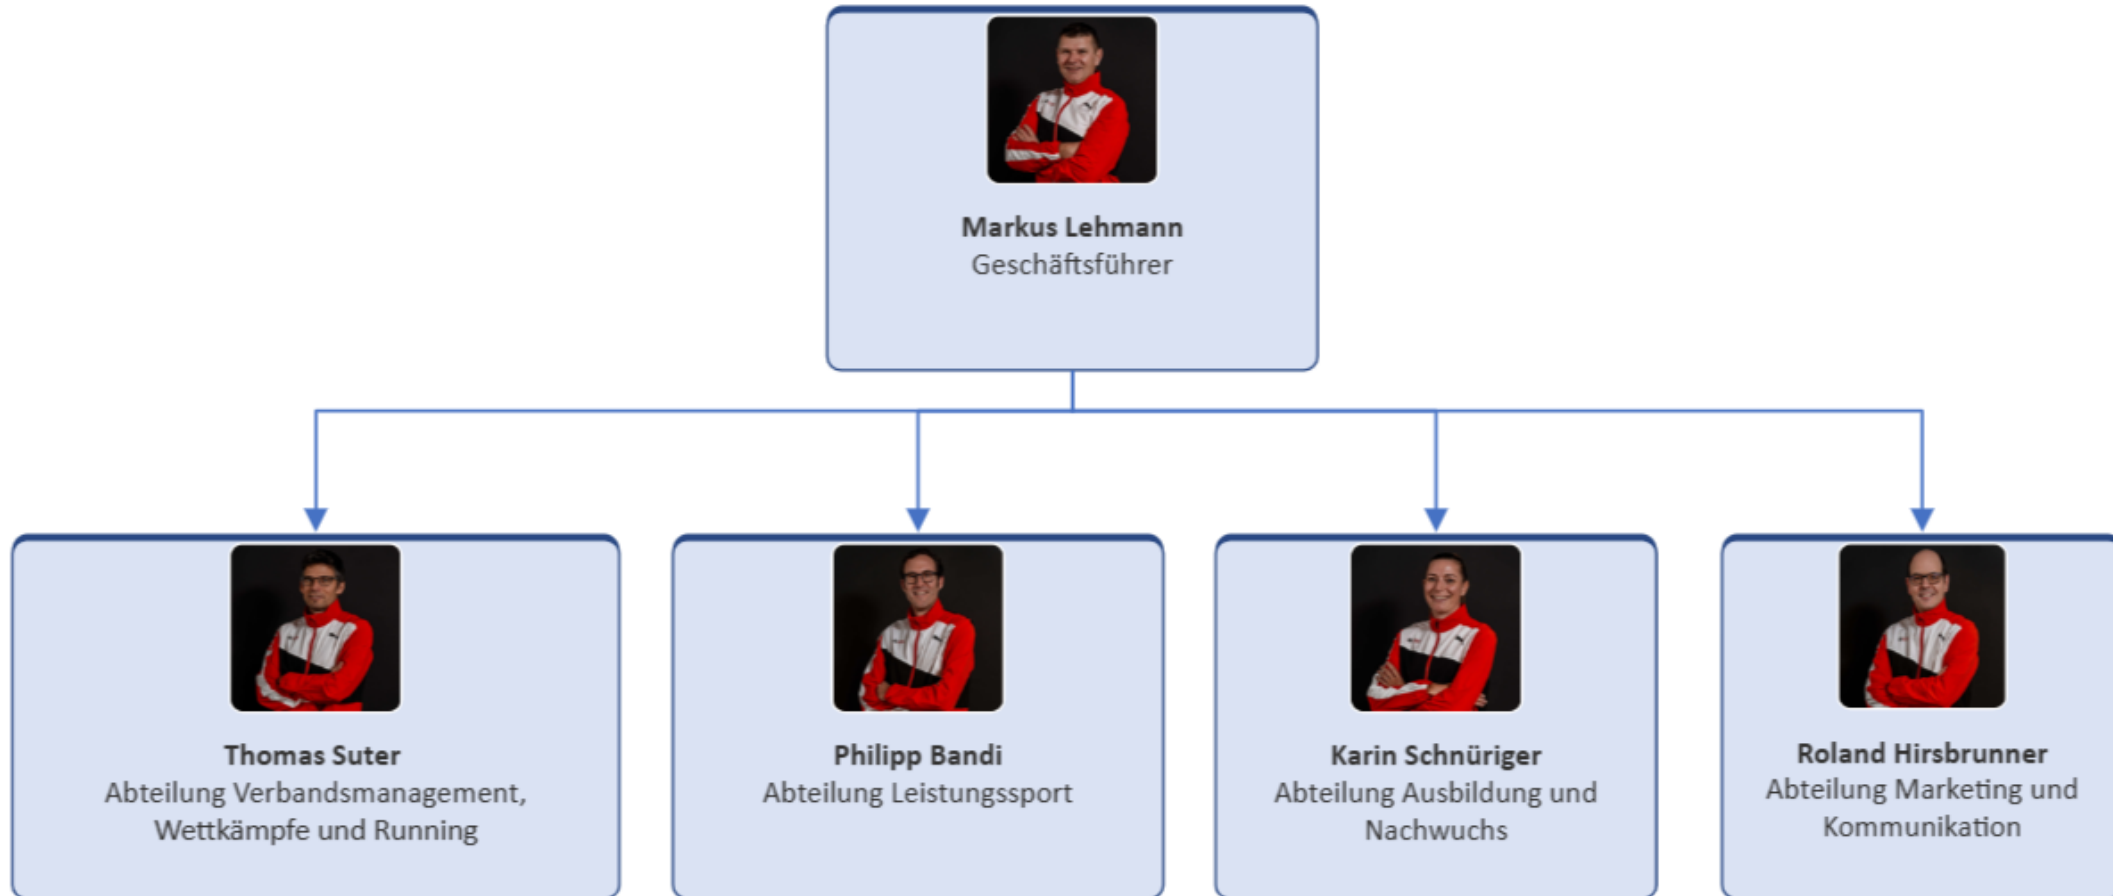 Markus Lehmann
Geschäftsführer
Thomas Suter
Abteilung Verbandsmanagement,
Wettkämpfe und Running
Philipp Bandi
Abteilung Leistungssport
Karin Schnüriger
Abteilung Ausbildung und
Nachwuchs
Roland Hirsbrunner
Abteilung Marketing und
Kommunikation